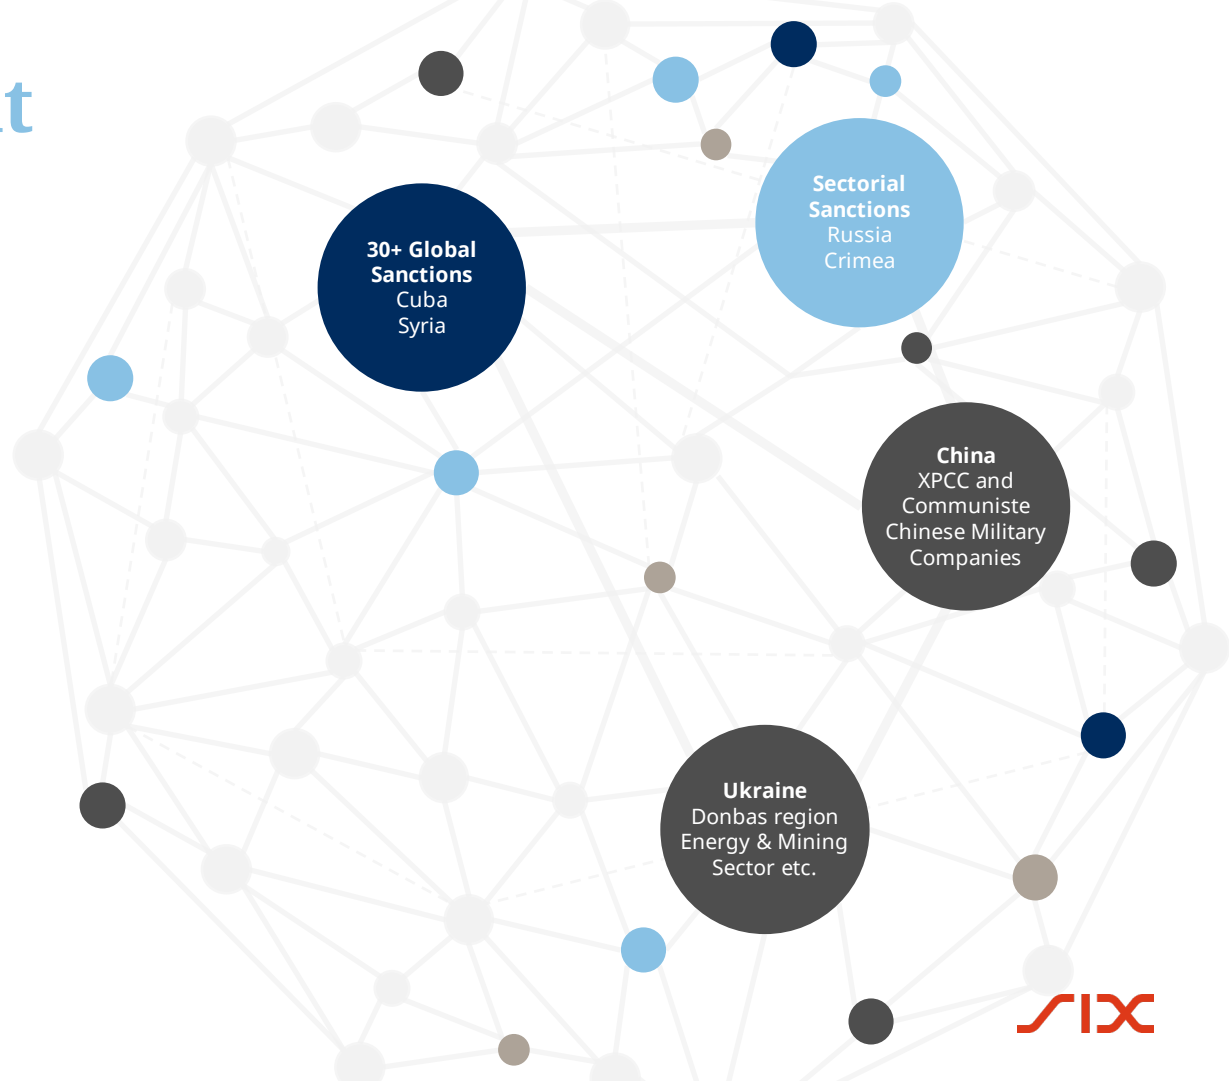 30+ Global
Sanctions
Cuba
Syria
Sectorial
Sanctions
Russia
Crimea
China
XPCC and
Communiste
Chinese Military
Companies
Ukraine
Donbas region
Energy & Mining
Sector etc.
SIX